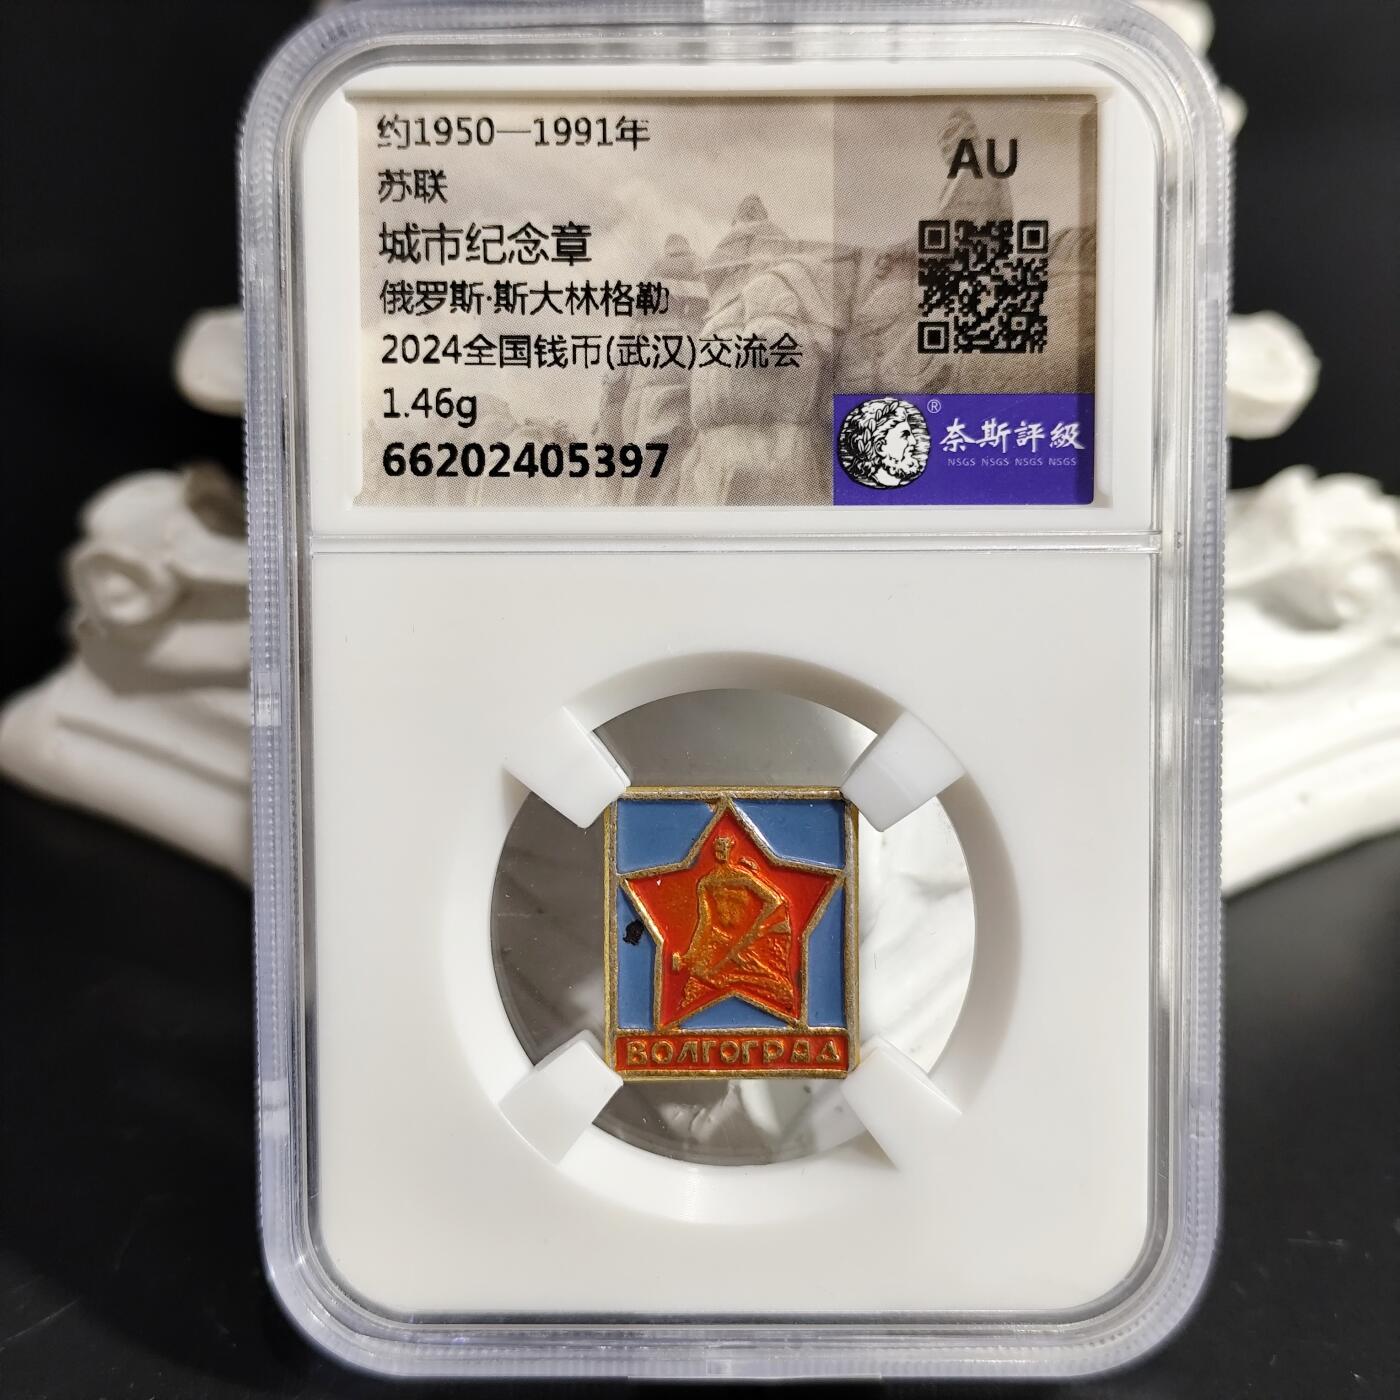 约1950—1991年
苏联
城市纪念章
俄罗斯·斯大林格勒
2024全国钱币(武汉)交流会
1.46g
66202405397
AU
®
奈斯評級
NSGS NSGS NSGS NSGS
ВОЛГОГРАД